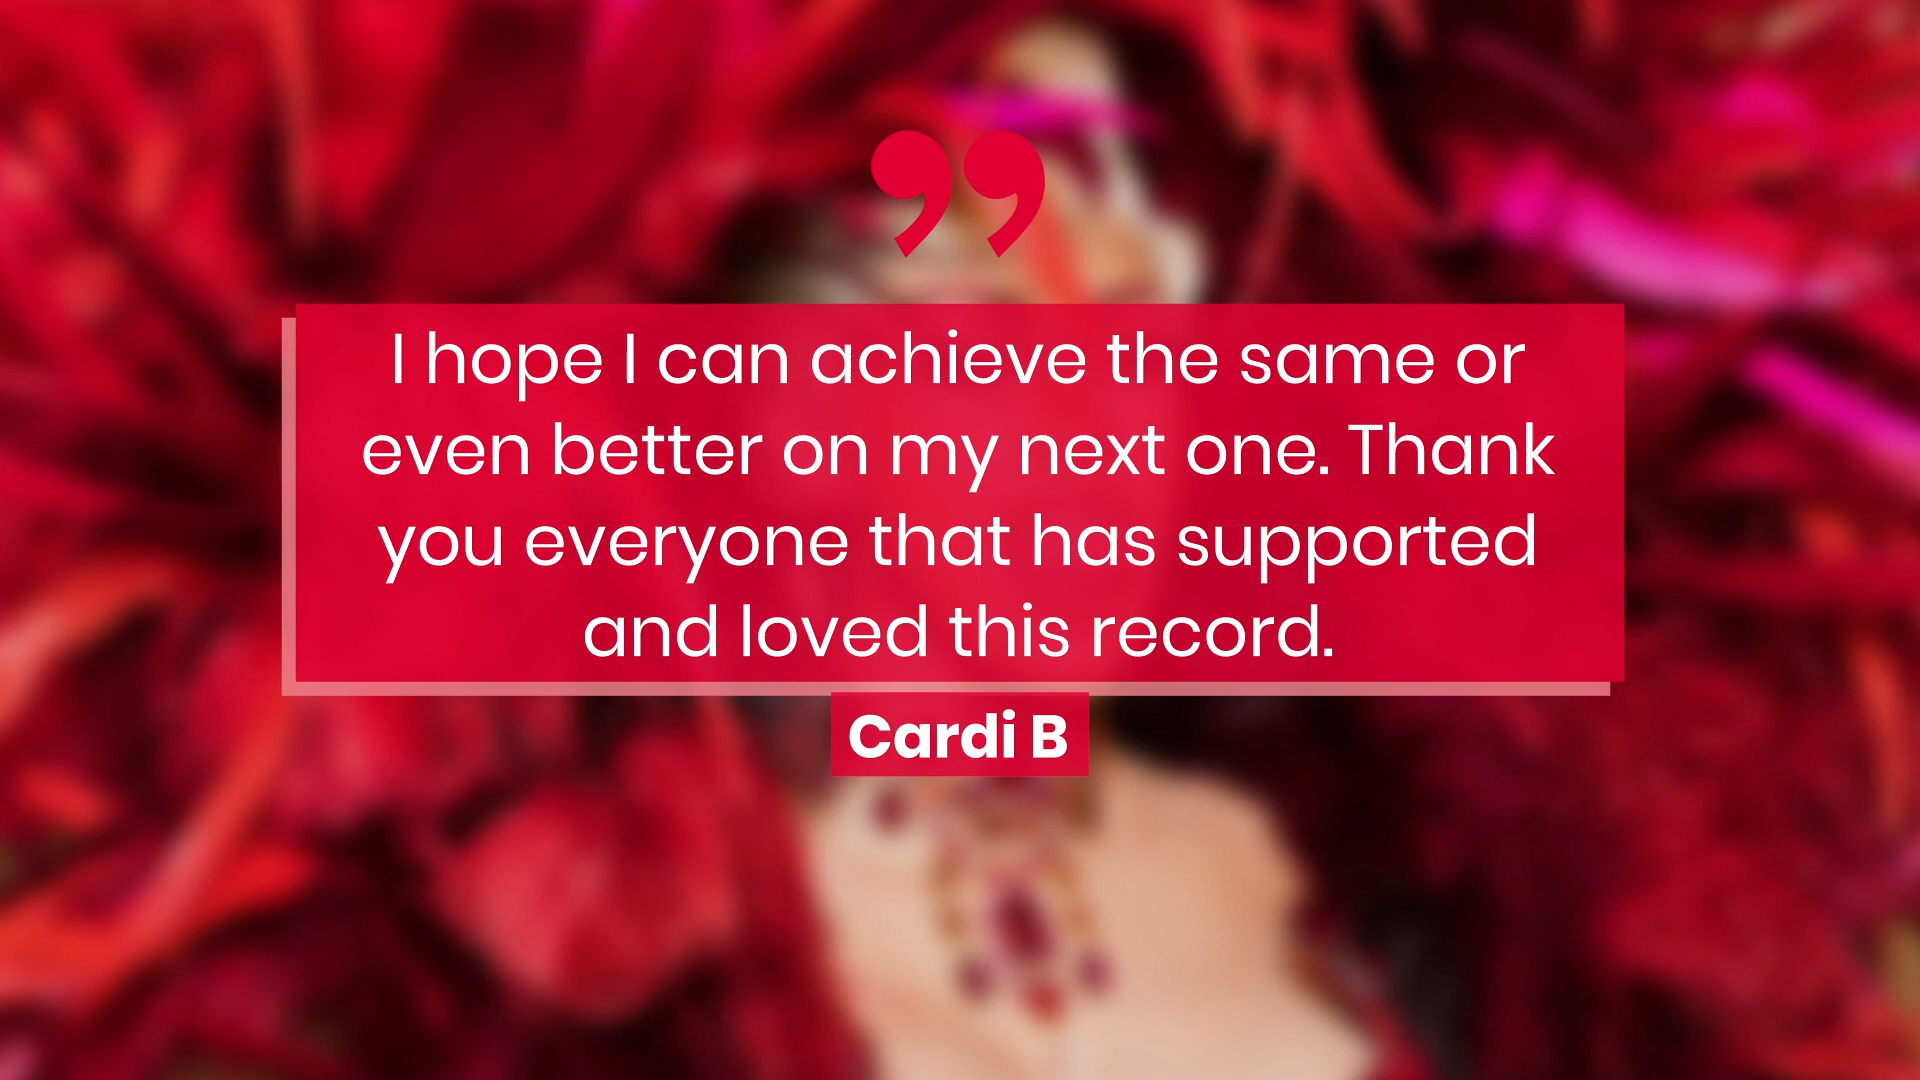 ”
I hope I can achieve the same or
even better on my next one. Thank
you everyone that has supported
and loved this record.
Cardi B